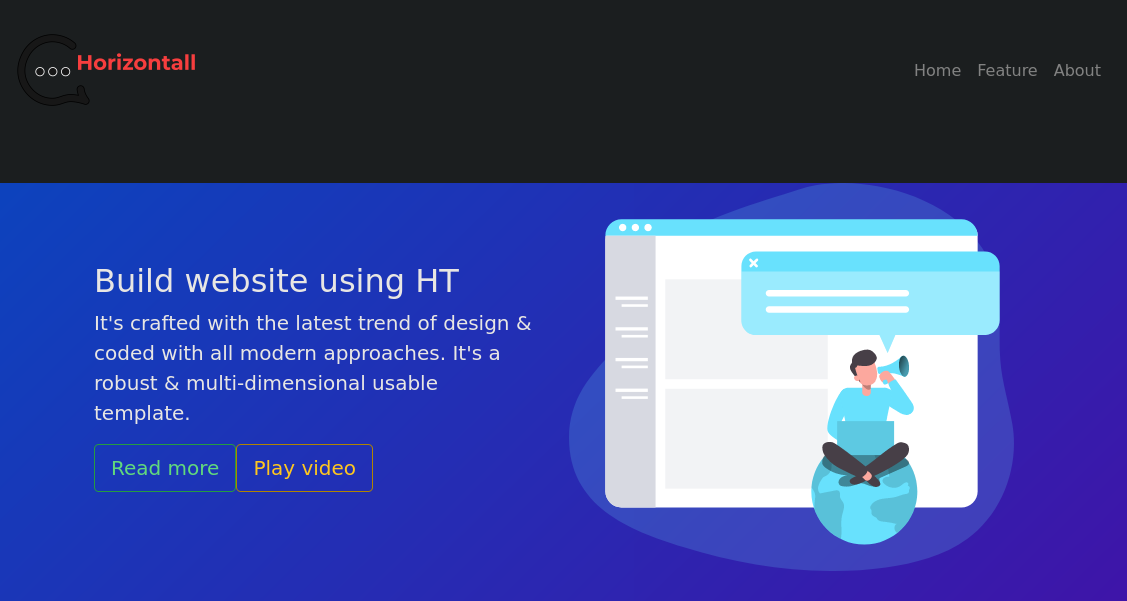 Horizontall
Home Feature About
Build website using HT
It's crafted with the latest trend of design &
coded with all modern approaches. It's a
robust & multi-dimensional usable
template.
Read more Play video